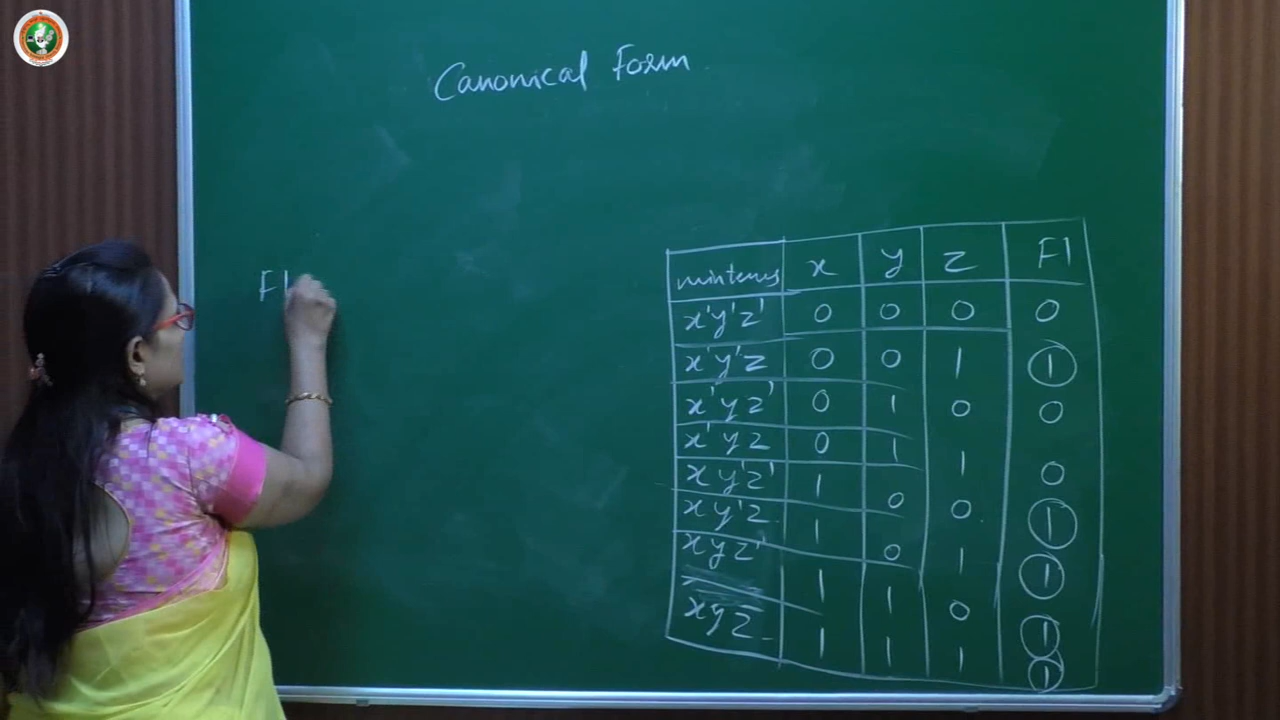 Canonical Form
F1
minterms x y z F1
x'y'z' 0 0 0 0
x'y'z 0 0 1 1
x'yz' 0 1 0 0
x'yz 0 1 1 0
xy'z' 1 0 0 1
xy'z 1 0 1 1
xyz' 1 1 0 1
xyz 1 1 1 1